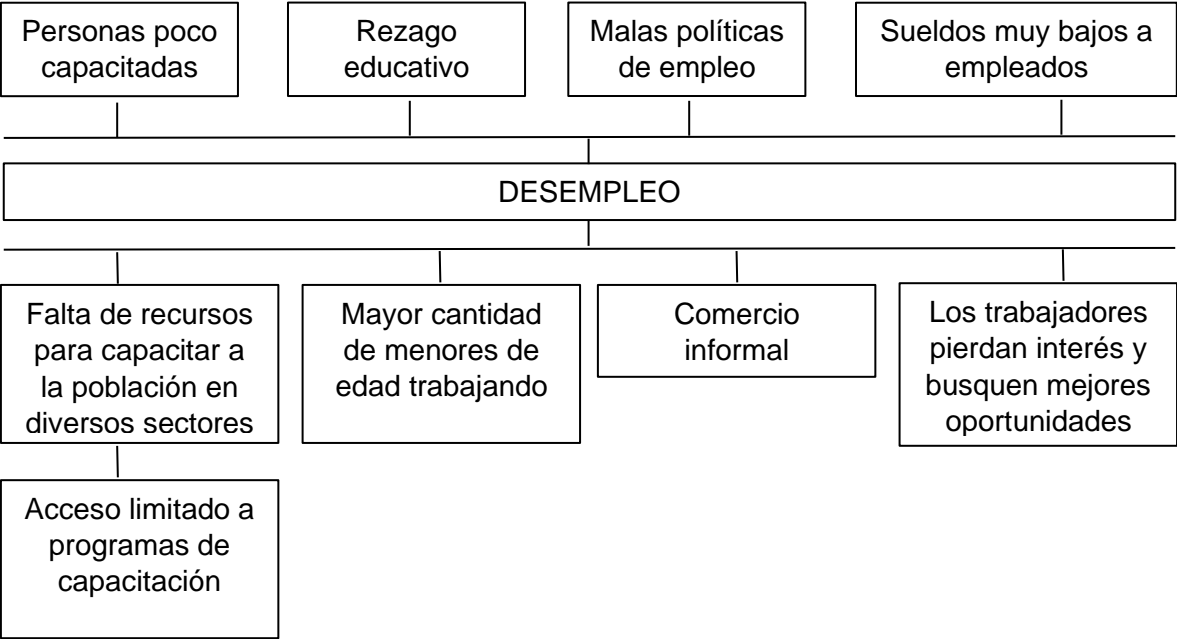 Personas poco
capacitadas
Rezago
educativo
Malas políticas
de empleo
Sueldos muy bajos a
empleados
DESEMPLEO
Falta de recursos
para capacitar a
la población en
diversos sectores
Mayor cantidad
de menores de
edad trabajando
Comercio
informal
Los trabajadores
pierdan interés y
busquen mejores
oportunidades
Acceso limitado a
programas de
capacitación